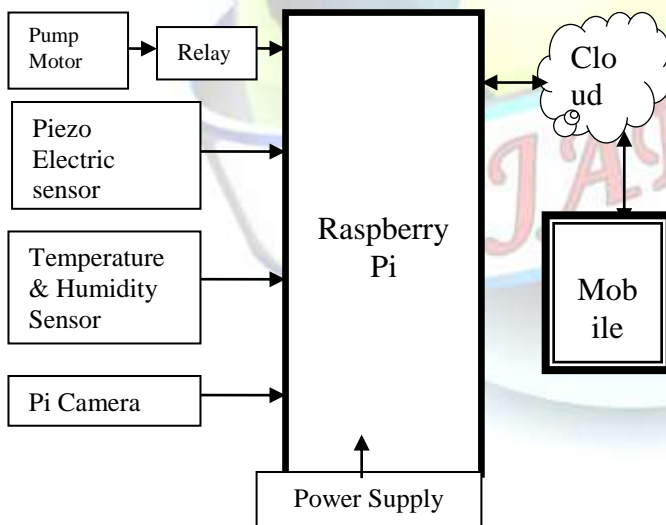 Pump
Motor
Relay
Piezo
Electric
sensor
Temperature
& Humidity
Sensor
Pi Camera
Raspberry
Pi
Power Supply
Clo
ud
Mob
ile